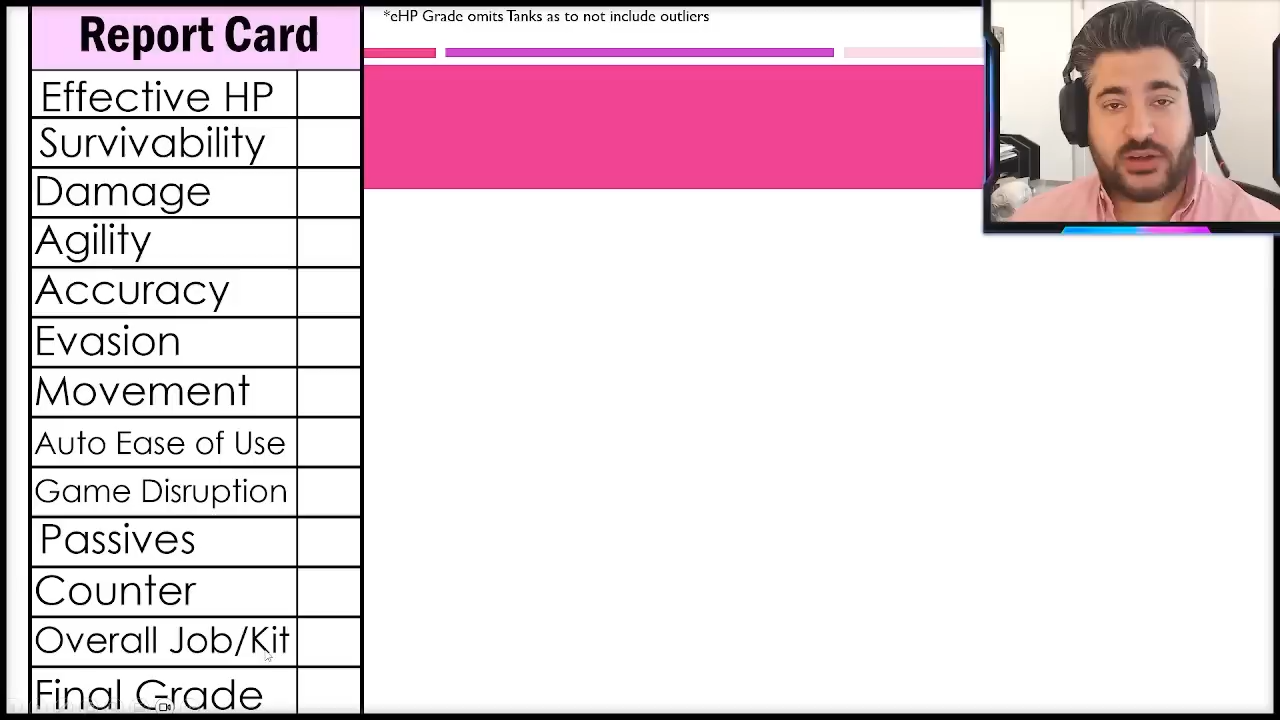 Report Card
*eHP Grade omits Tanks as to not include outliers
Effective HP
Survivability
Damage
Agility
Accuracy
Evasion
Movement
Auto Ease of Use
Game Disruption
Passives
Counter
Overall Job/Kit
Final Grade